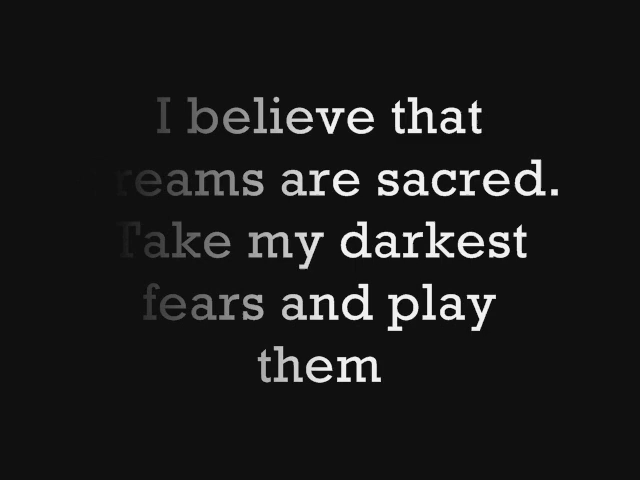 I believe that
dreams are sacred.
Take my darkest
fears and play
them